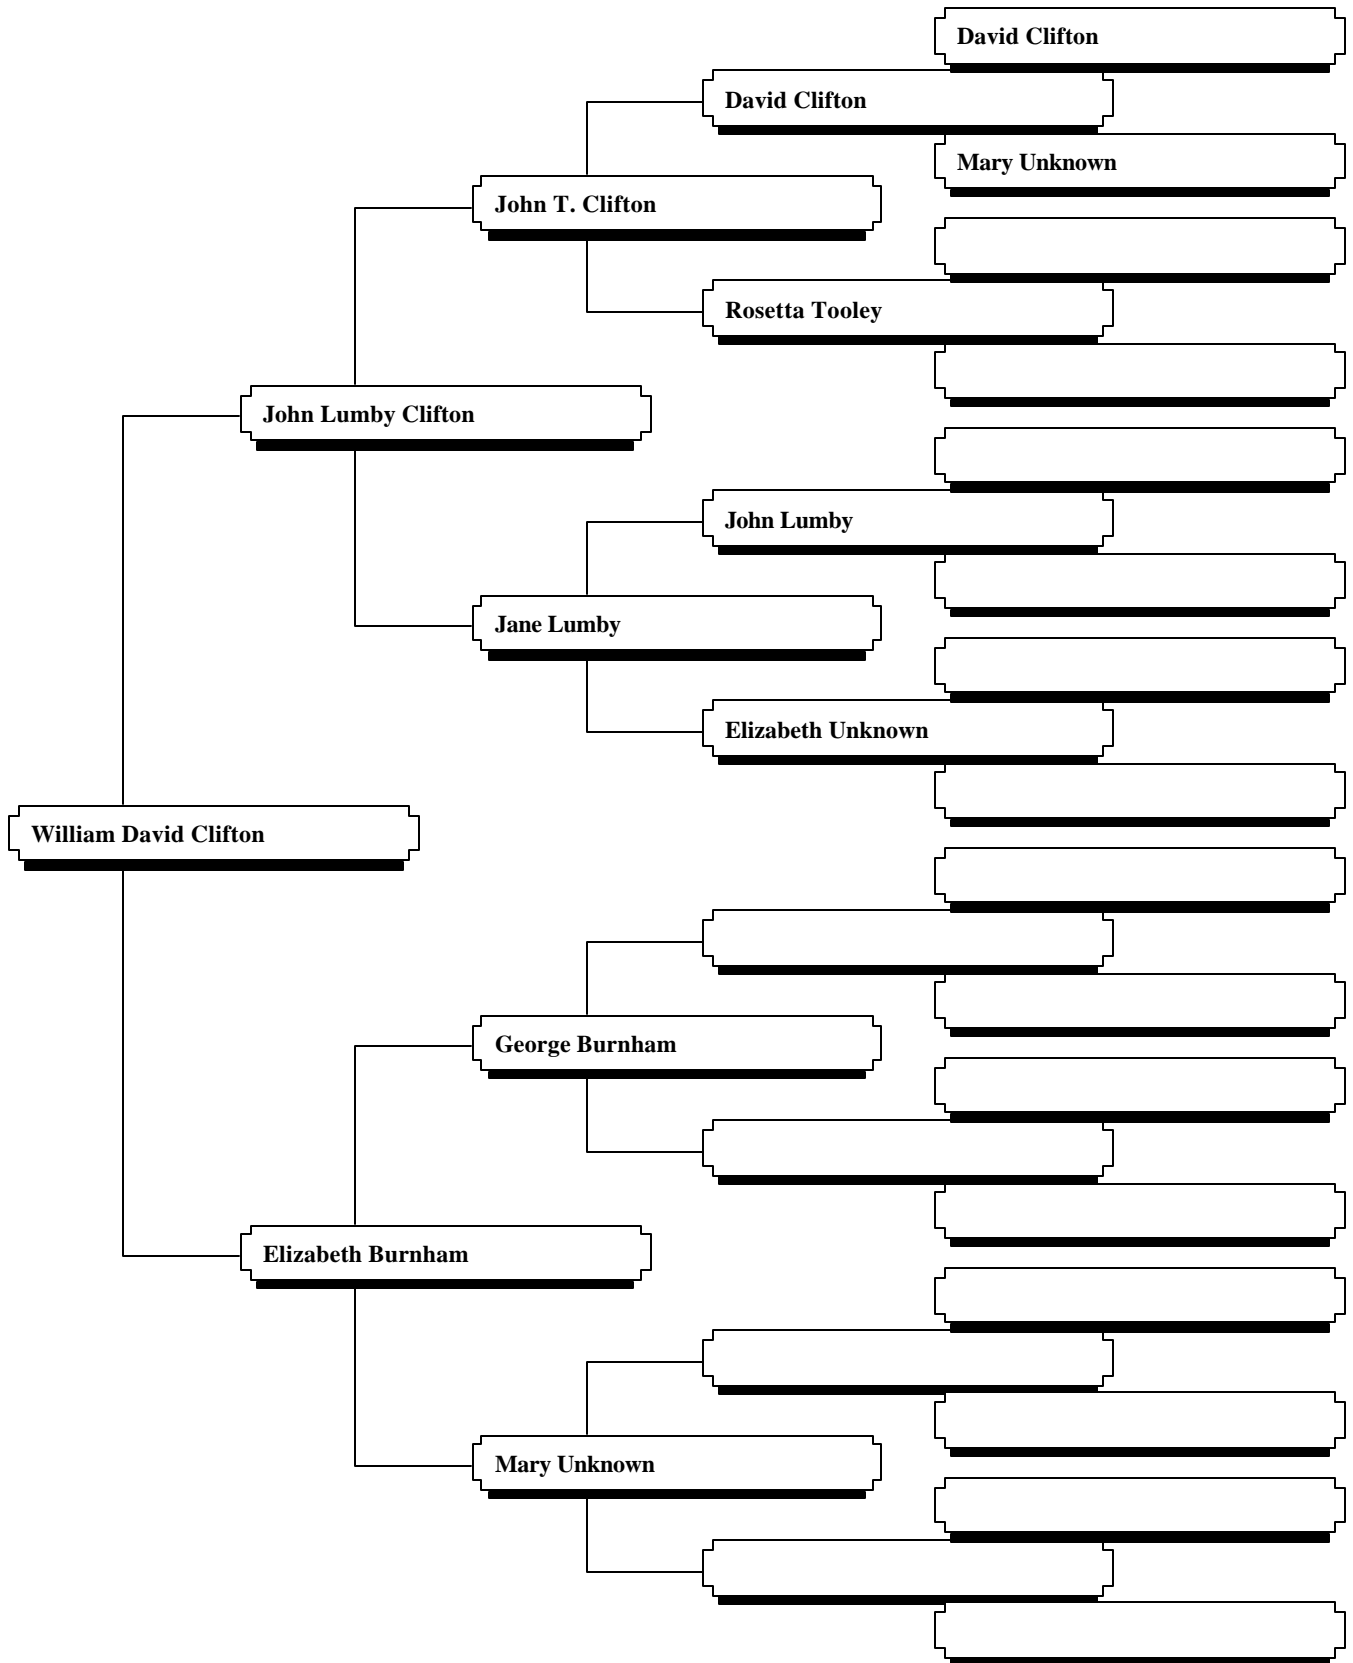 David Clifton
David Clifton
Mary Unknown
John T. Clifton
Rosetta Tooley
John Lumby Clifton
John Lumby
Jane Lumby
Elizabeth Unknown
William David Clifton
George Burnham
Elizabeth Burnham
Mary Unknown